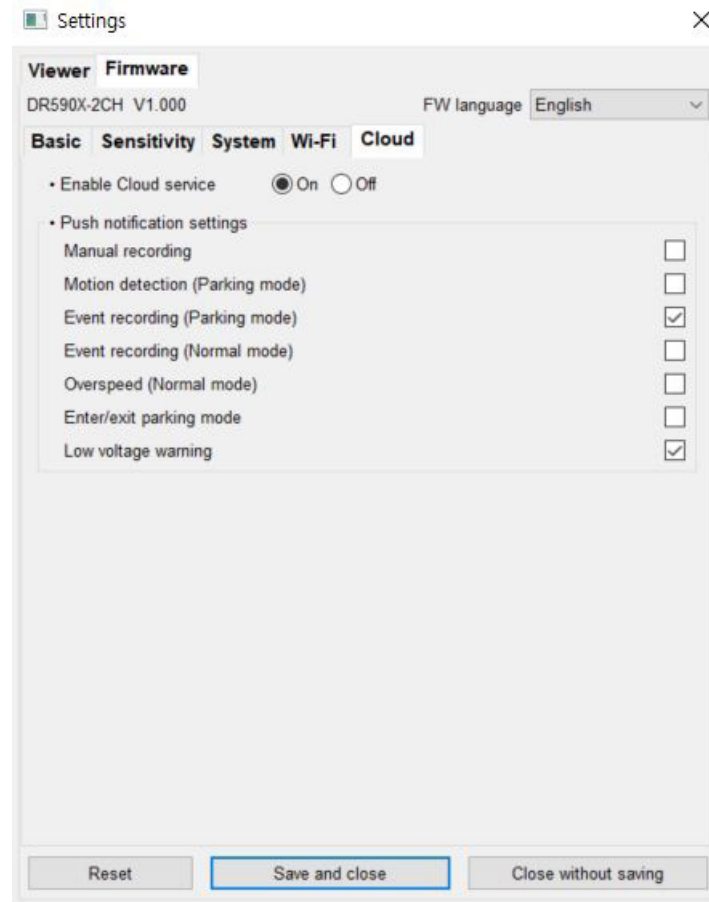 Settings
Viewer Firmware
DR590X-2CH V1.000 FW language English
Basic Sensitivity System Wi-Fi Cloud
• Enable Cloud service On Off
• Push notification settings
Manual recording
Motion detection (Parking mode)
Event recording (Parking mode)
Event recording (Normal mode)
Overspeed (Normal mode)
Enter/exit parking mode
Low voltage warning
Reset Save and close Close without saving